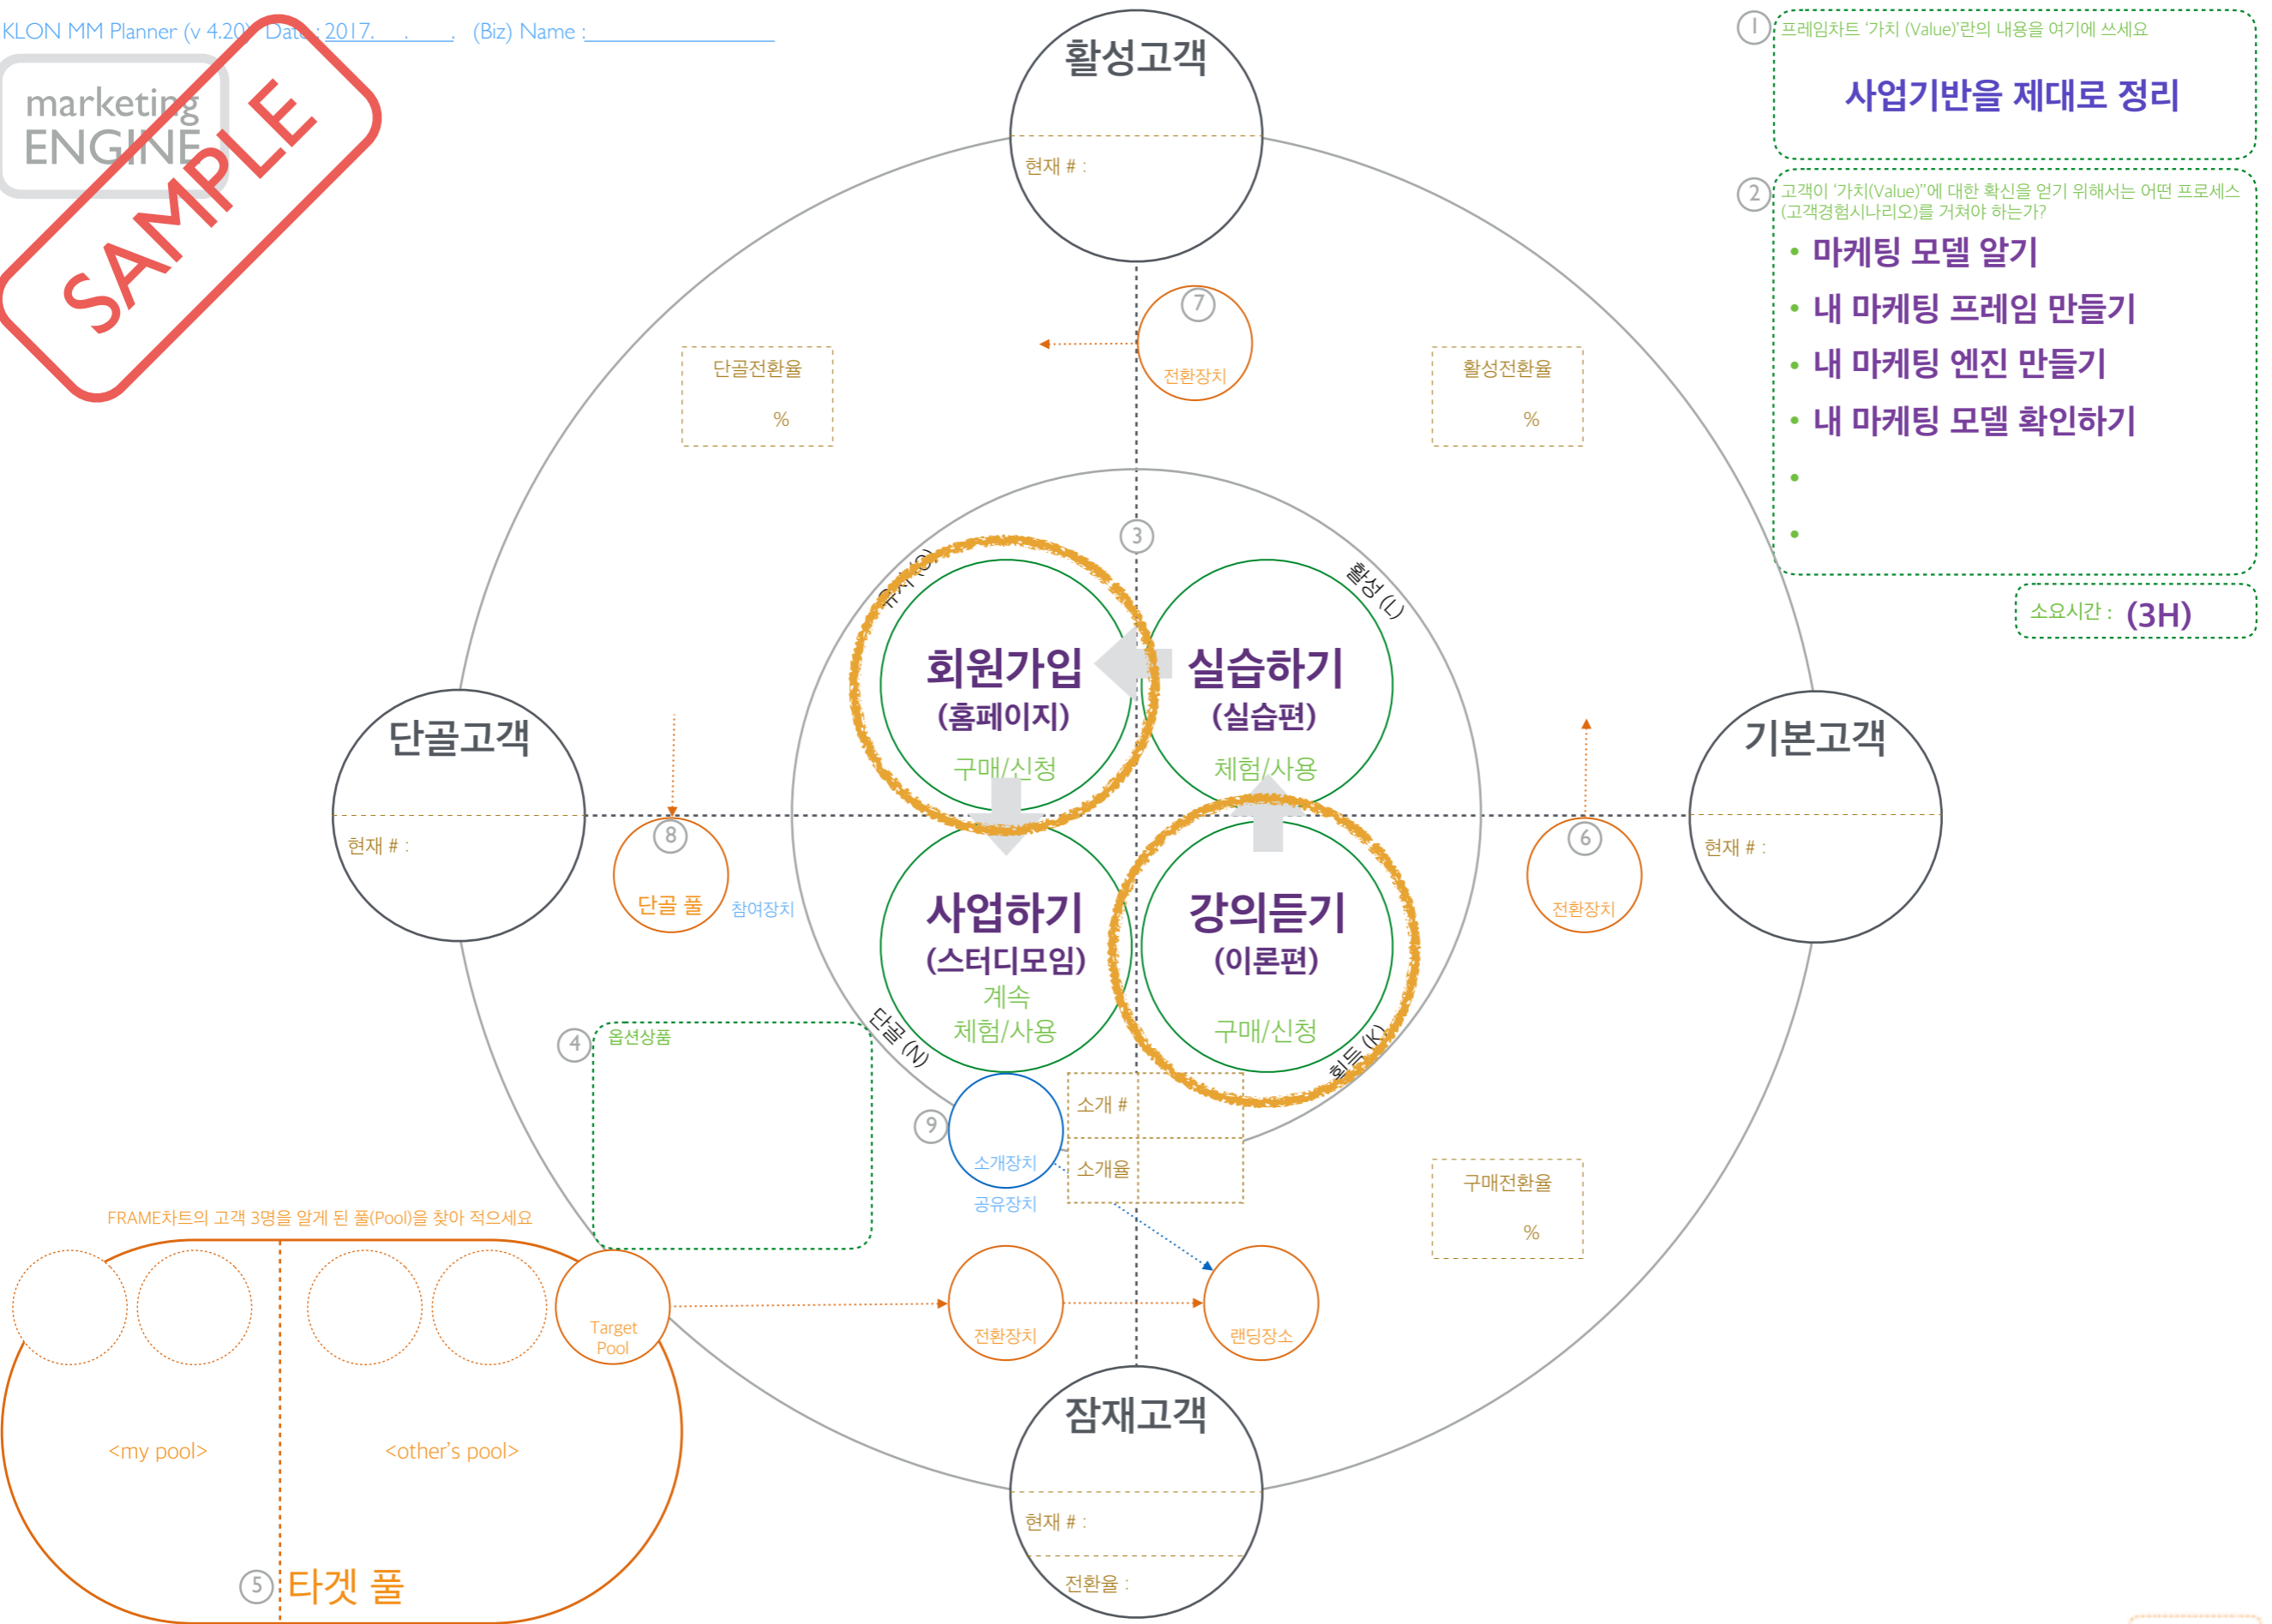 KLON MM Planner (v 4.20) Date : 2017. . . (Biz) Name :
marketing
ENGINE
SAMPLE
활성고객
현재 # :
1
프레임차트 ‘가치 (Value)’란의 내용을 여기에 쓰세요
사업기반을 제대로 정리
2
고객이 ‘가치(Value)”에 대한 확신을 얻기 위해서는 어떤 프로세스
(고객경험시나리오)를 거쳐야 하는가?
• 마케팅 모델 알기
• 내 마케팅 프레임 만들기
• 내 마케팅 엔진 만들기
• 내 마케팅 모델 확인하기
•
•
소요시간 : (3H)
7
전환장치
단골전환율
%
활성전환율
%
3
유지 (O)
활성 (L)
회원가입
(홈페이지)
구매/신청
실습하기
(실습편)
체험/사용
단골고객
현재 # :
기본고객
현재 # :
8
단골 풀
참여장치
6
전환장치
사업하기
(스터디모임)
계속
체험/사용
강의듣기
(이론편)
구매/신청
단골 (N)
획득 (K)
4
옵션상품
9
소개장치
공유장치
소개 #
소개율
구매전환율
%
FRAME차트의 고객 3명을 알게 된 풀(Pool)을 찾아 적으세요
Target
Pool
전환장치
랜딩장소
<my pool>
<other’s pool>
5
타겟 풀
잠재고객
현재 # :
전환율 :